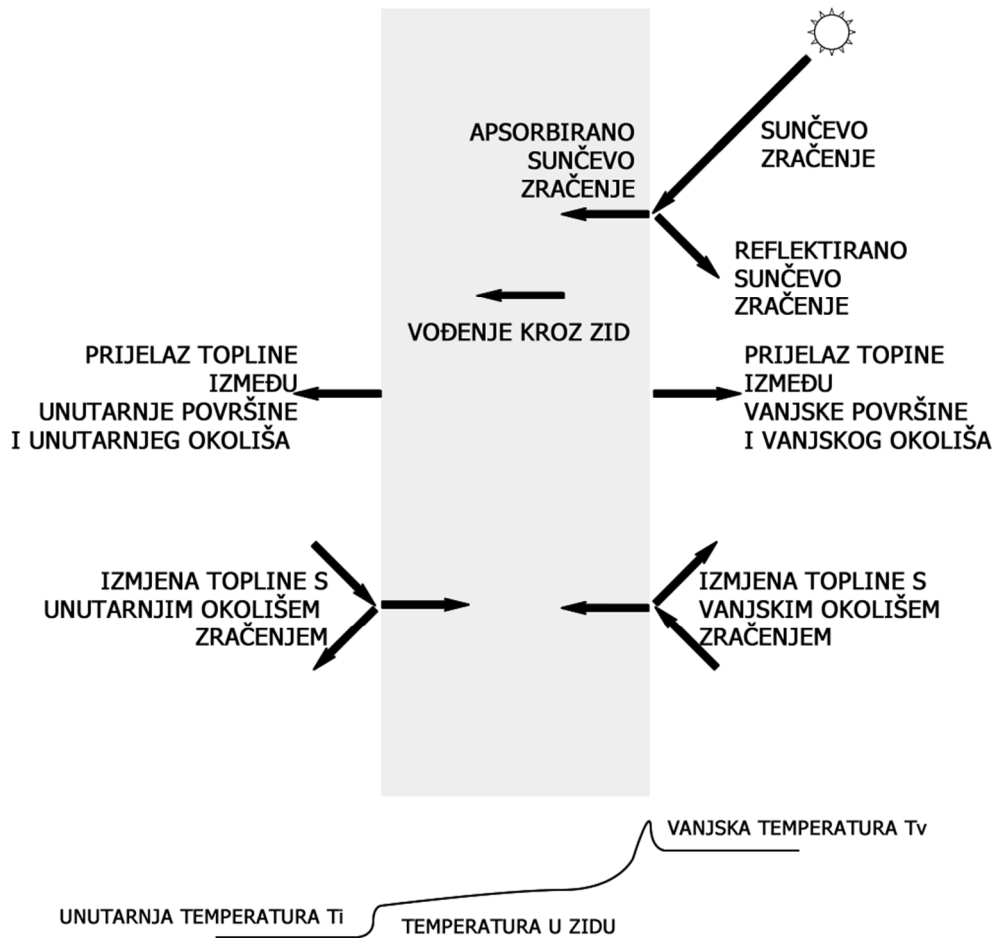 APSORBIRANO
SUNČEVO
ZRAČENJE
SUNČEVO
ZRAČENJE
REFLEKTIRANO
SUNČEVO
ZRAČENJE
VOĐENJE KROZ ZID
PRIJELAZ TOPLINE
IZMEĐU
UNUTARNJE POVRŠINE
I UNUTARNJEG OKOLIŠA
PRIJELAZ TOPINE
IZMEĐU
VANJSKE POVRŠINE
I VANJSKOG OKOLIŠA
IZMJENA TOPLINE S
UNUTARNJIM OKOLIŠEM
ZRAČENJEM
IZMJENA TOPLINE S
VANJSKIM OKOLIŠEM
ZRAČENJEM
VANJSKA TEMPERATURA Tv
UNUTARNJA TEMPERATURA Ti
TEMPERATURA U ZIDU